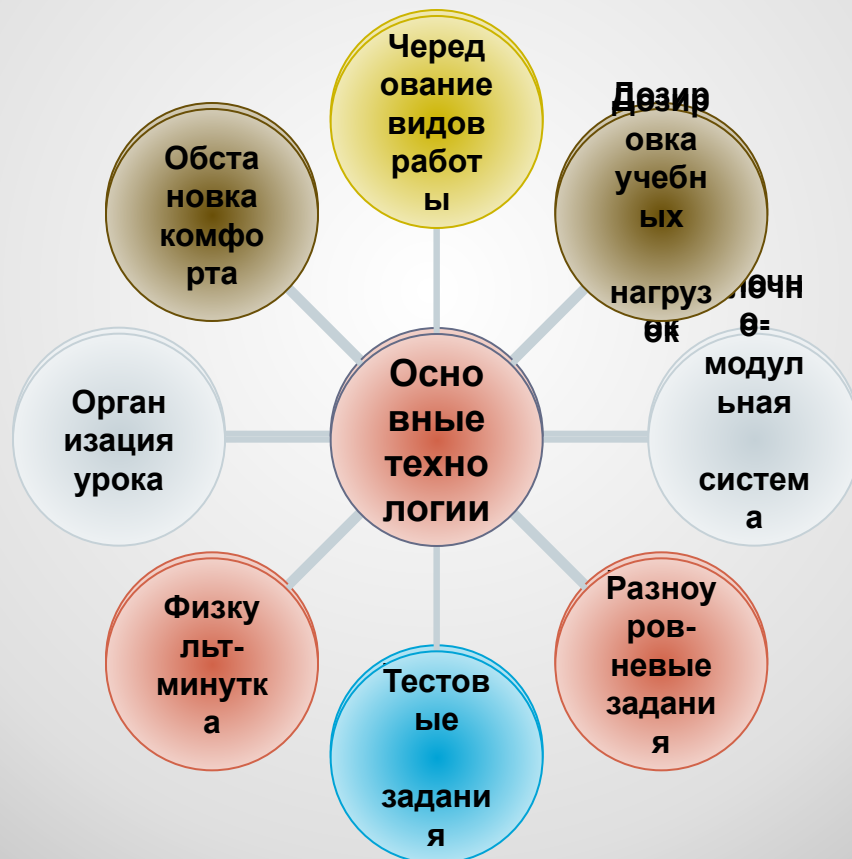 Черед
ование
видов
работ
ы
Дозир
овка
учебн
ых
нагруз
ок
лочн
о-
модул
ьная
систем
а
Разноу
ров-
невые
задани
я
Тестов
ые
задани
я
Физку
льт-
минутк
а
Орган
изация
урока
Обста
новка
комфо
рта
Осно
вные
техно
логии